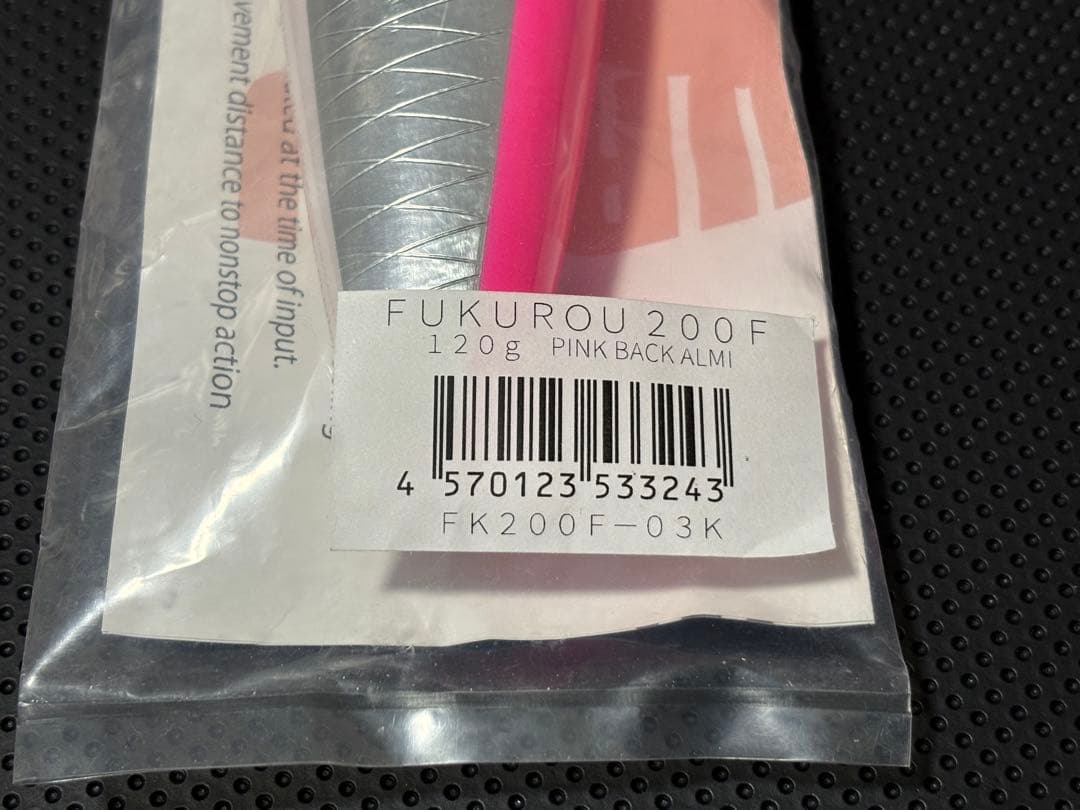 FUKUROU 200F
120g PINK BACK ALMI
4 570123 533243
FK200F-03K
at the time of input.
distance to nonstop action